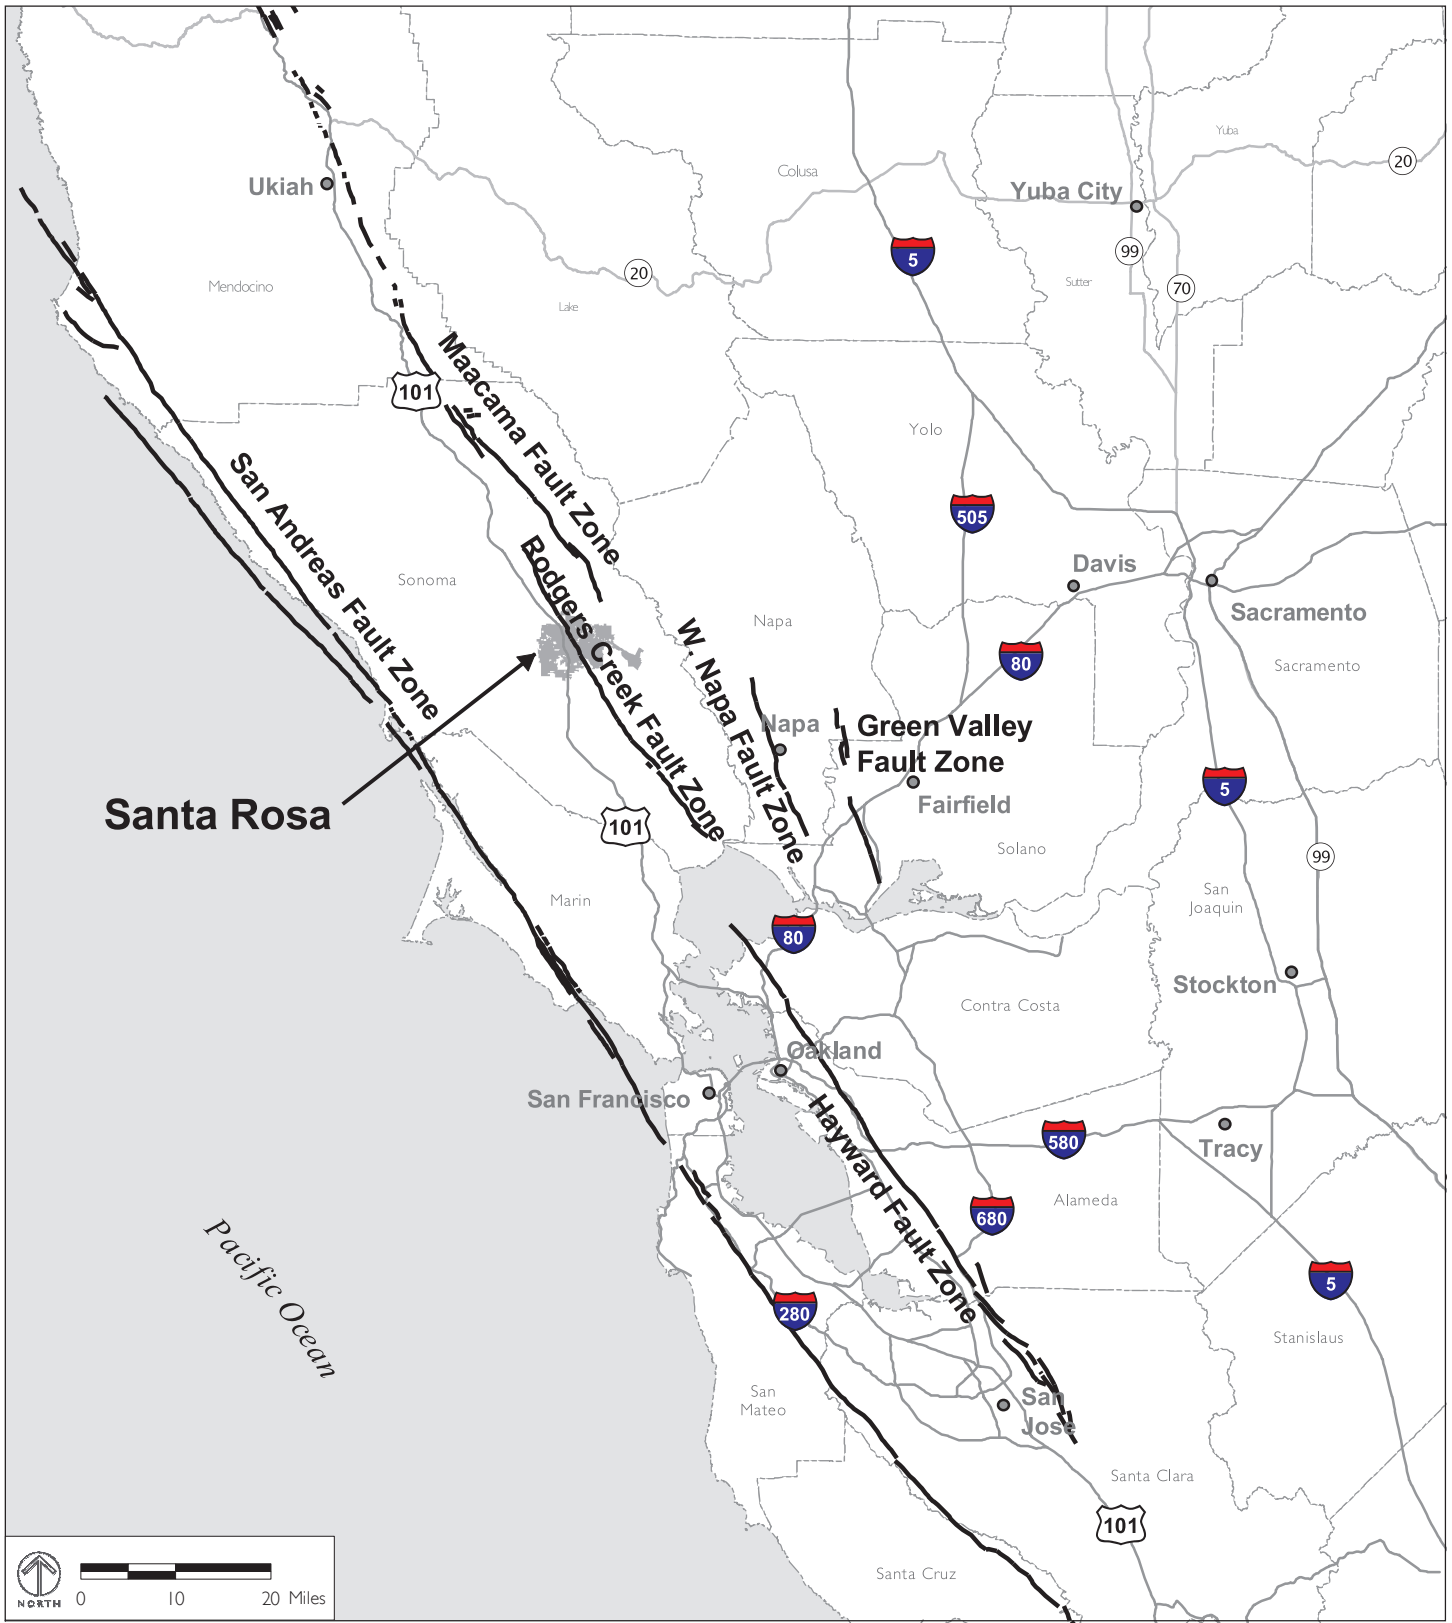 Yuba
20
Colusa
Ukiah
Yuba City
99
5
20
Mendocino
Lake
Sutter
70
Maacama Fault Zone
101
Yolo
San Andreas Fault Zone
505
Rodgers Creek Fault Zone
Davis
Sonoma
Sacramento
Napa
W. Napa Fault Zone
80
Sacramento
Napa
Green Valley
Fault Zone
5
Fairfield
Santa Rosa
101
Solano
99
San
Joaquin
Marin
80
Stockton
Contra Costa
Oakland
San Francisco
Hayward Fault Zone
580
Tracy
Alameda
680
Pacific Ocean
5
280
Stanislaus
San
Mateo
San
Jose
Santa Clara
101
Santa Cruz
NORTH
0 10 20 Miles